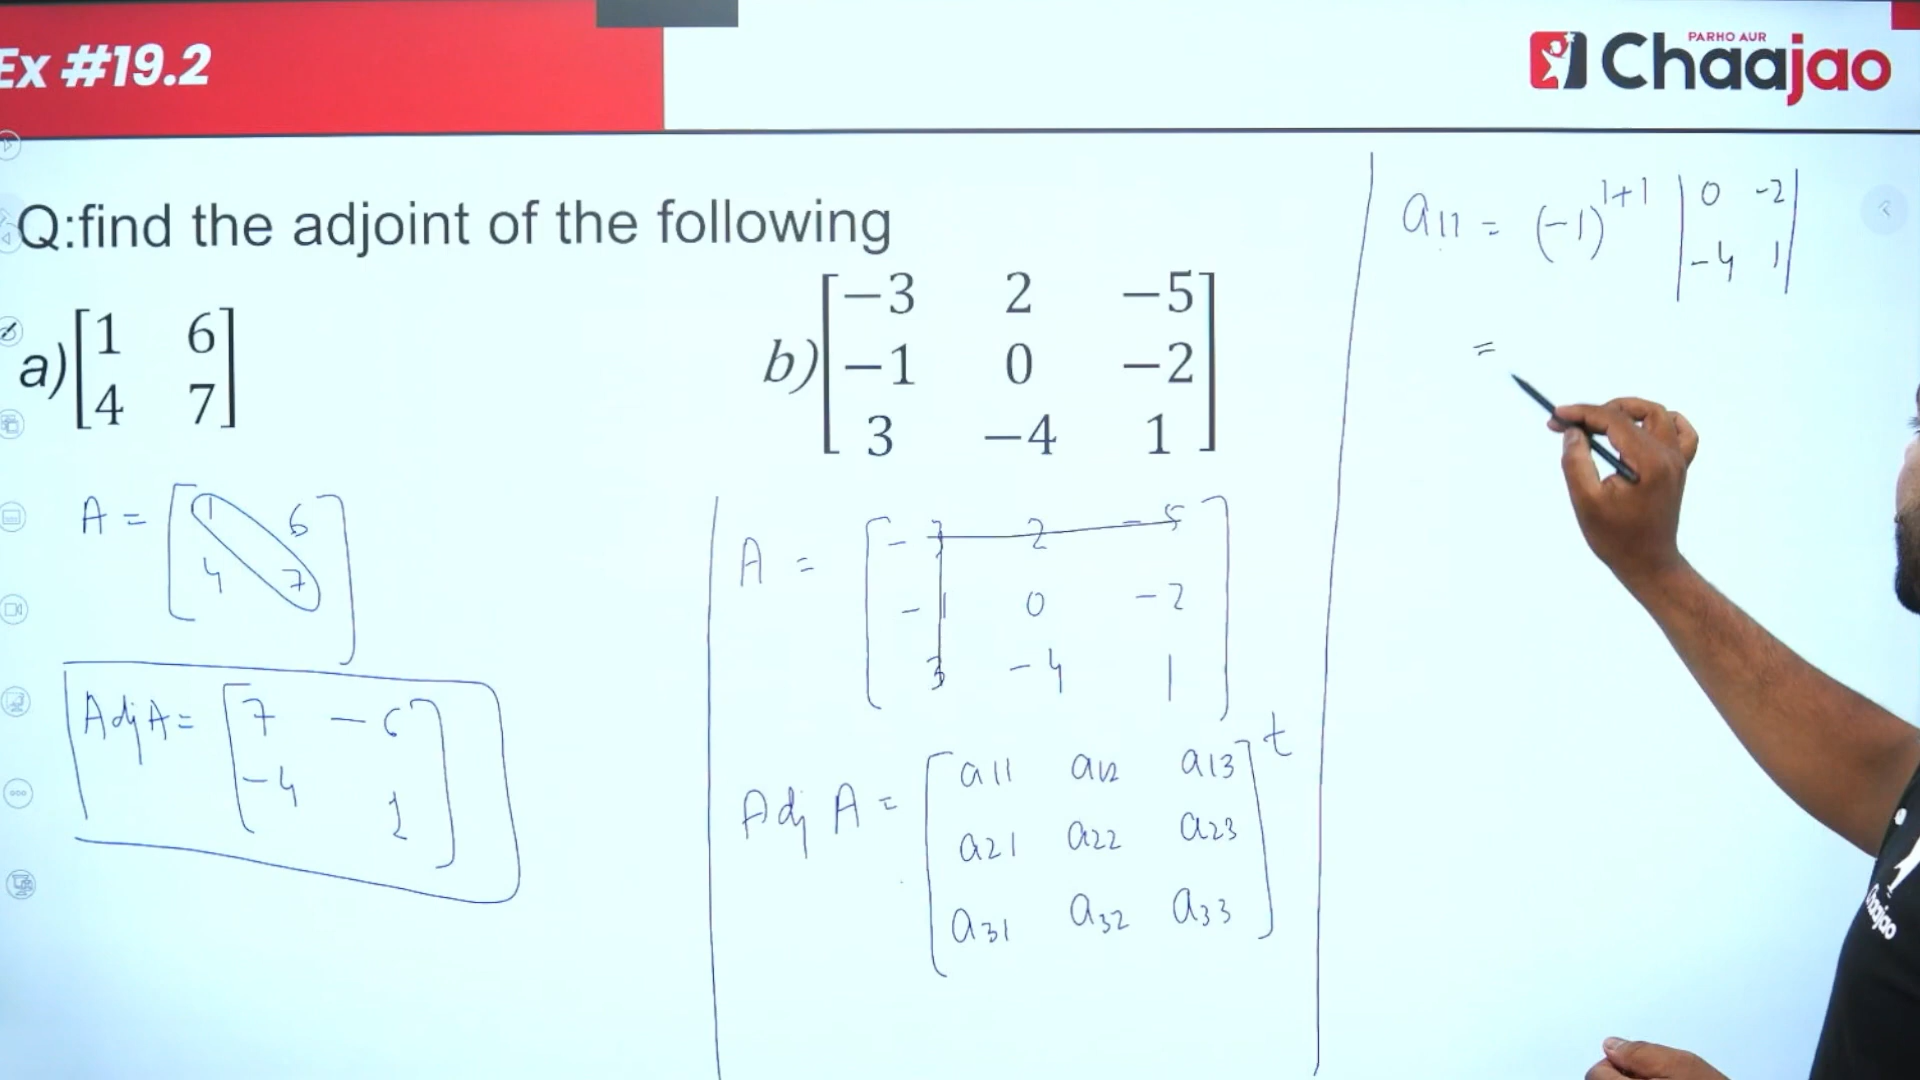 Ex #19.2
PARHO AUR
Chaajao
Q:find the adjoint of the following
a) [1 6
4 7]
b) [−3 2 −5
−1 0 −2
3 −4 1]
A = [1 6
4 7]
Adj A = [7 −6
−4 1]
A = [−3 2 −5
−1 0 −2
3 −4 1]
Adj A = [a11 a12 a13
a21 a22 a23
a31 a32 a33]t
a11 = (−1)1+1 |0 −2
−4 1|
=
Chaajao